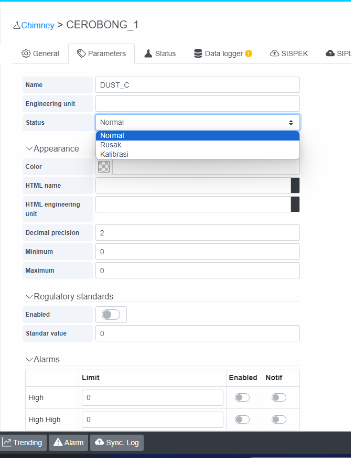 Chimney > CEROBONG_1
General Parameters Status Data logger SISPEK
Name DUST_C
Engineering unit
Status Normal
Normal
Rusak
Kalibrasi
Appearance
Color
HTML name
HTML engineering
unit
Decimal precision 2
Minimum 0
Maximum 0
Regulatory standards
Enabled
Standar value 0
Alarms
Limit Enabled Notif
High 0
High High 0
Trending Alarm Sync. Log